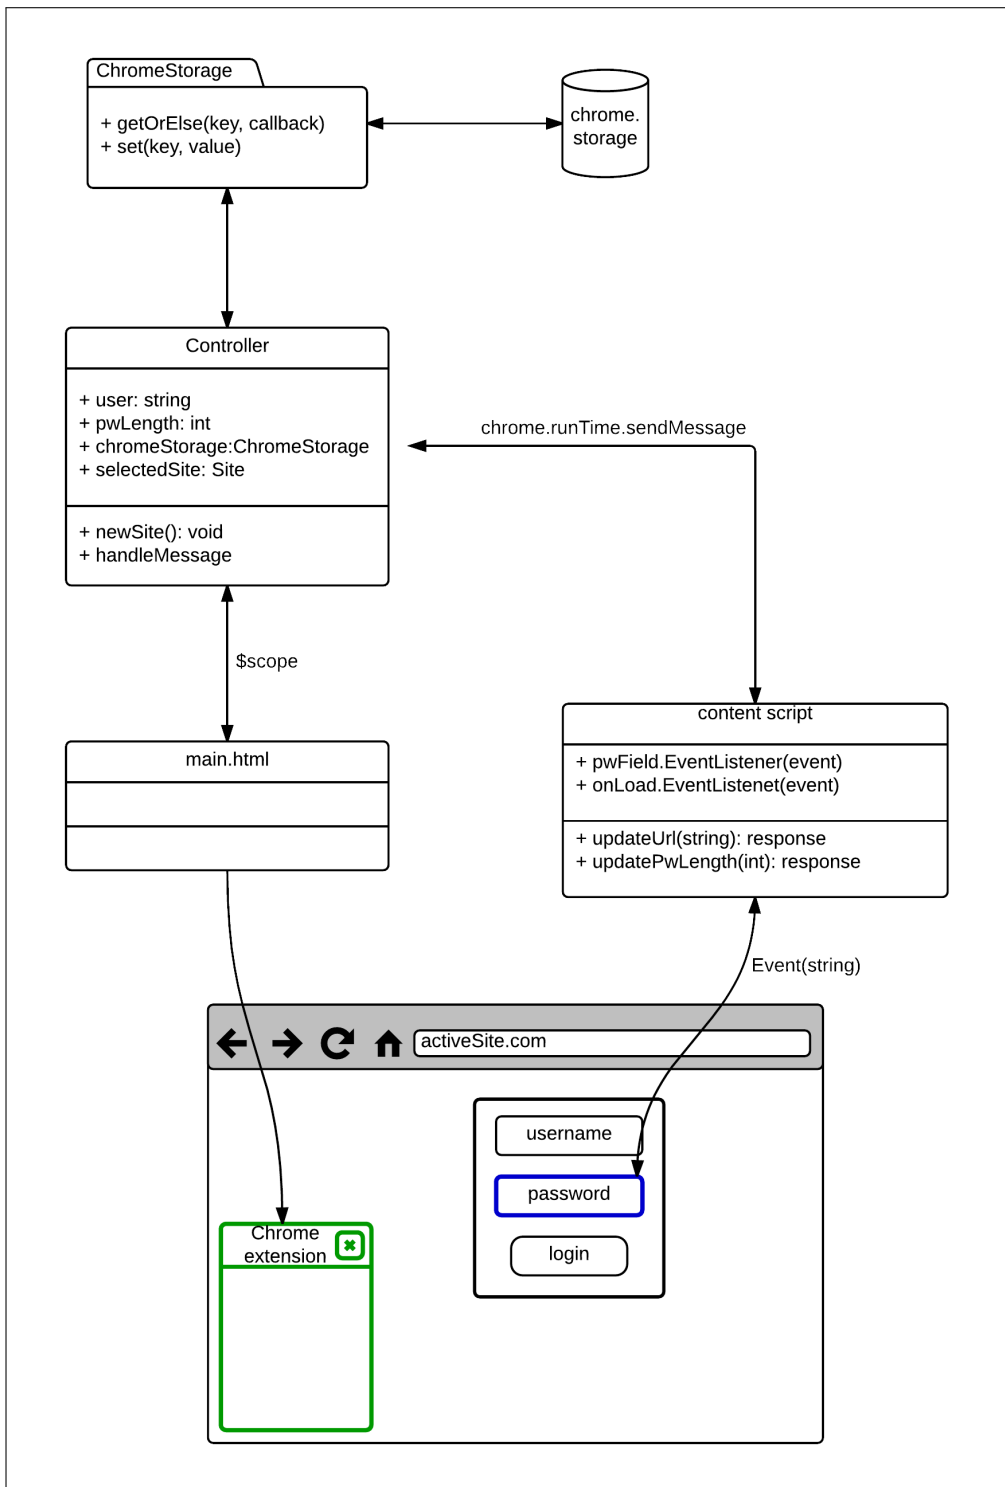 ChromeStorage
+ getOrElse(key, callback)
+ set(key, value)
chrome.
storage
Controller
+ user: string
+ pwLength: int
+ chromeStorage:ChromeStorage
+ selectedSite: Site
+ newSite(): void
+ handleMessage
chrome.runTime.sendMessage
$scope
main.html
content script
+ pwField.EventListener(event)
+ onLoad.EventListenet(event)
+ updateUrl(string): response
+ updatePwLength(int): response
Event(string)
activeSite.com
username
password
login
Chrome
extension